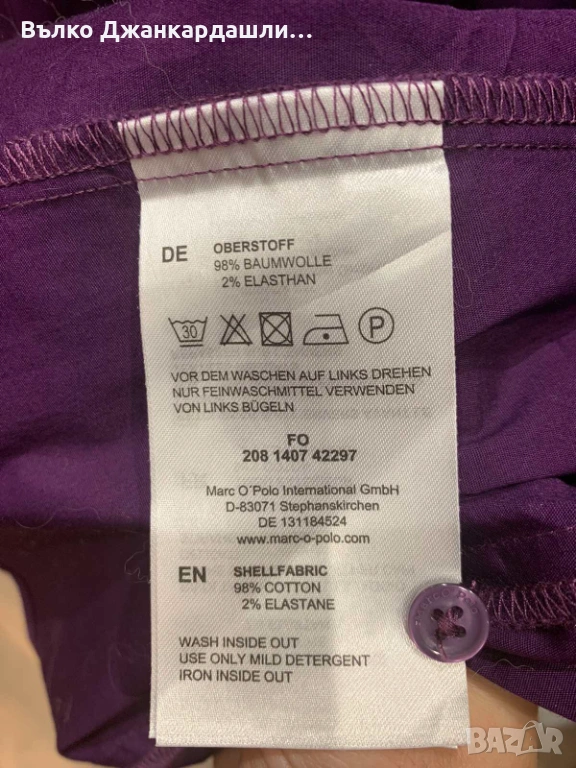 Вълко Джанкардашли...
DE OBERSTOFF
98% BAUMWOLLE
2% ELASTHAN
30 P
VOR DEM WASCHEN AUF LINKS DREHEN
NUR FEINWASCHMITTEL VERWENDEN
VON LINKS BÜGELN
FO
208 1407 42297
Marc O´Polo International GmbH
D-83071 Stephanskirchen
DE 131184524
www.marc-o-polo.com
EN SHELLFABRIC
98% COTTON
2% ELASTANE
WASH INSIDE OUT
USE ONLY MILD DETERGENT
IRON INSIDE OUT
BAZAR